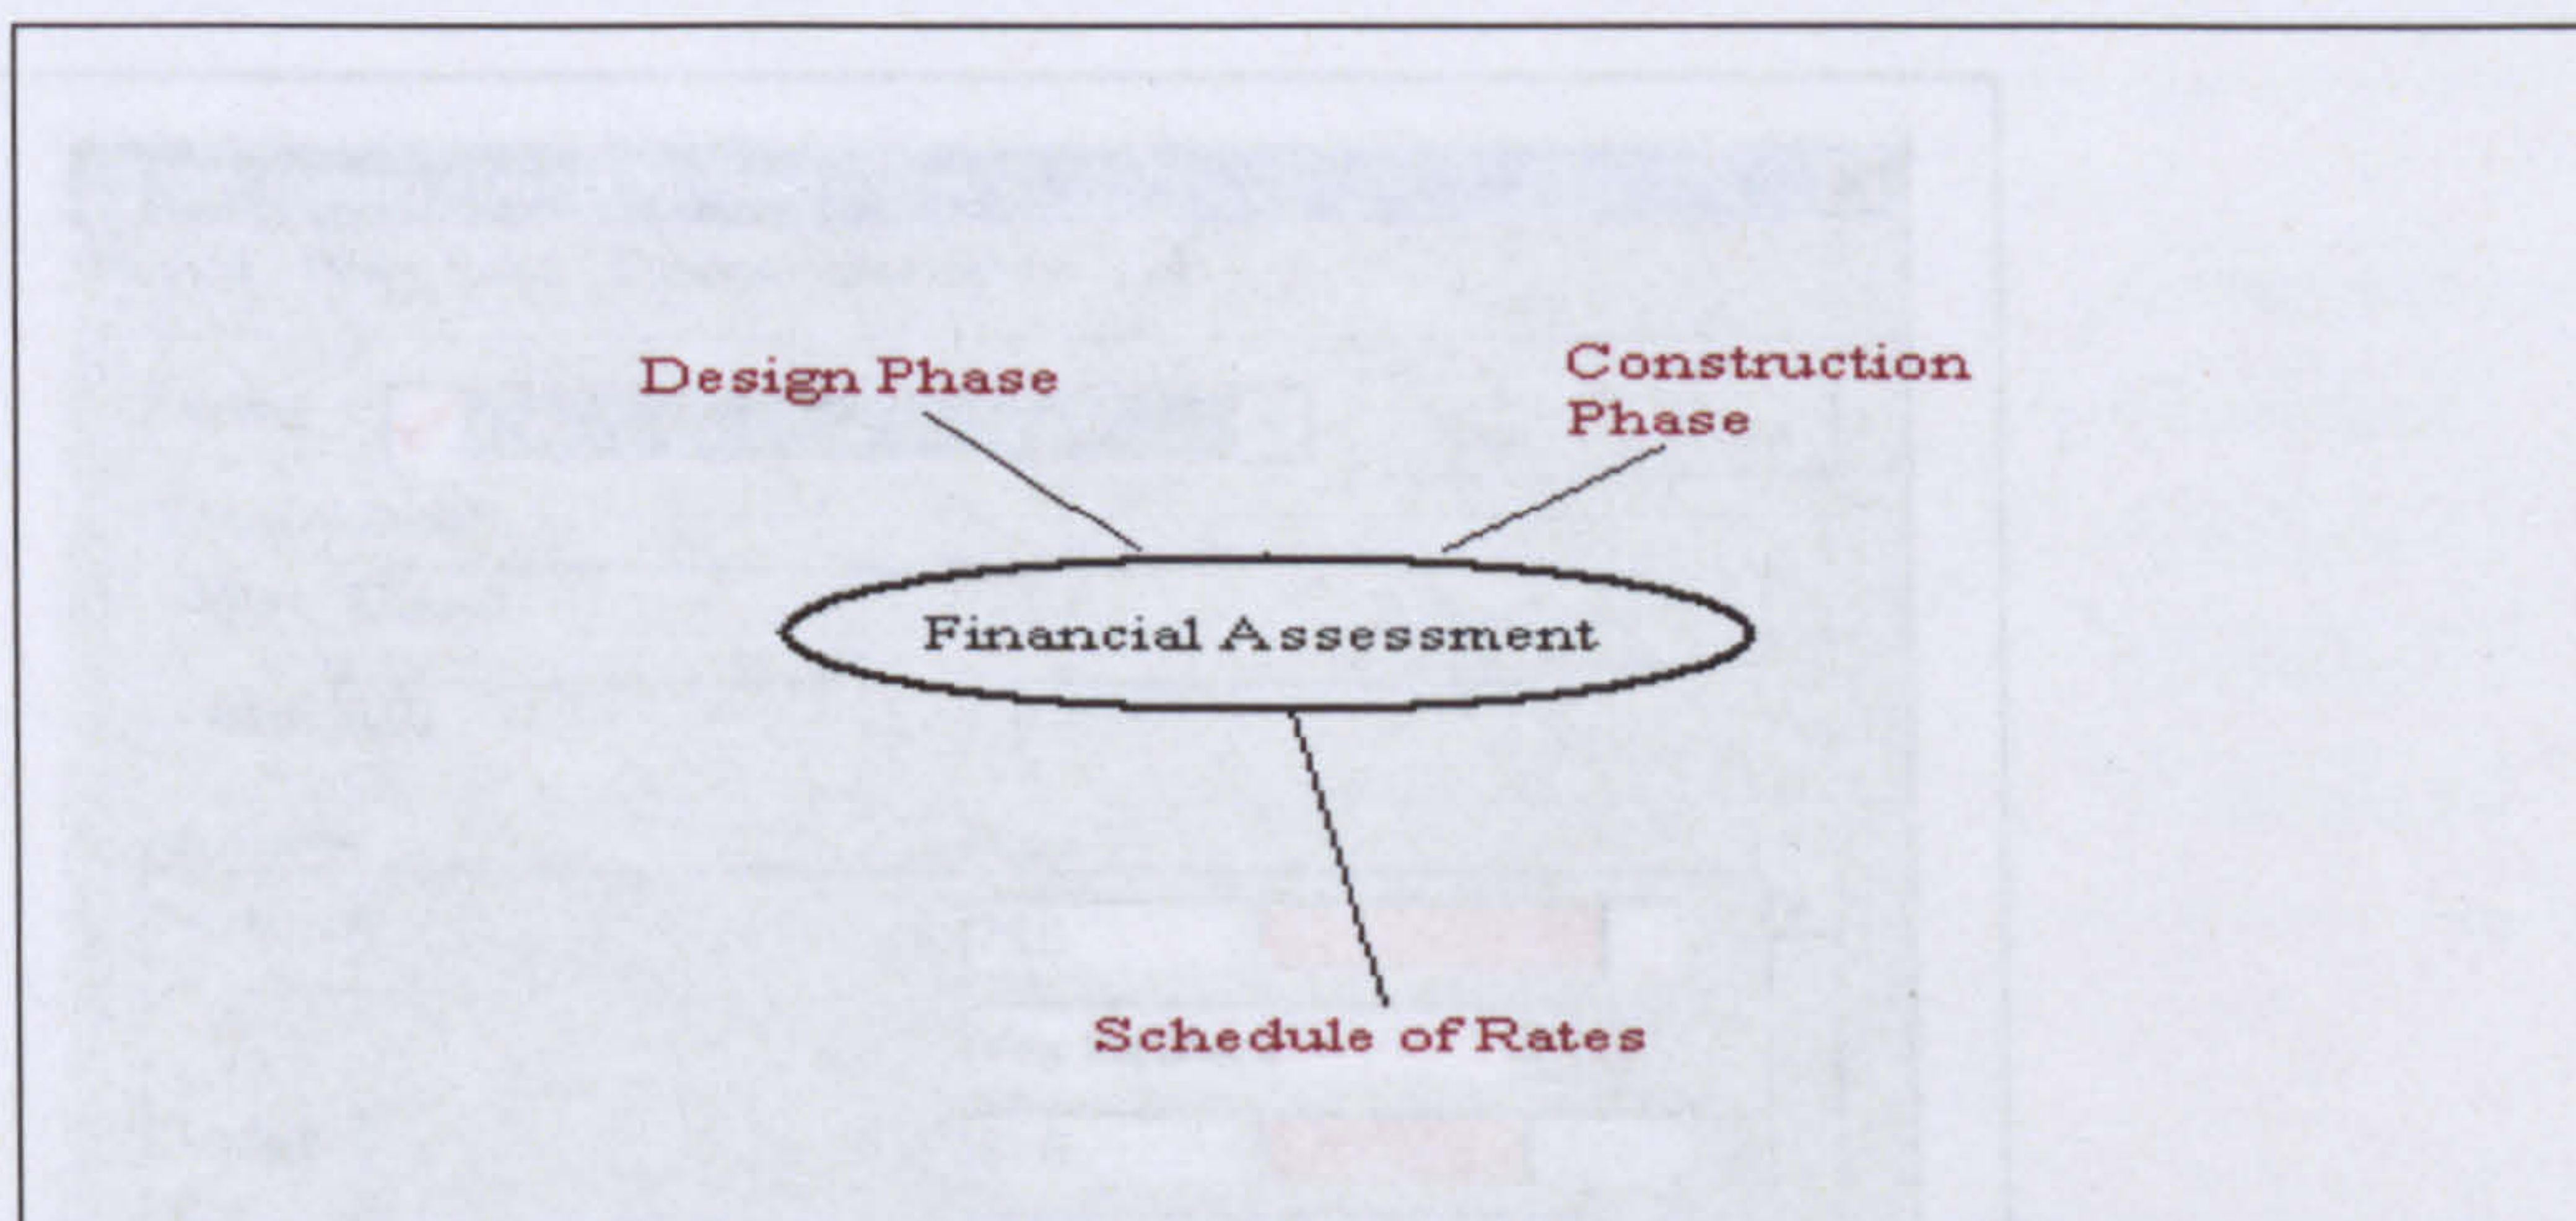 Design Phase
Construction
Phase
Financial Assessment
Schedule of Rates